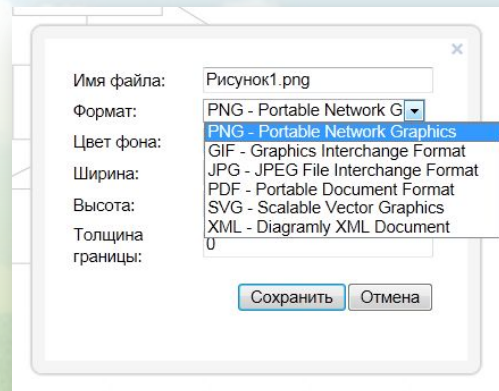 Имя файла: Рисунок1.png
Формат: PNG - Portable Network G
PNG - Portable Network Graphics
Цвет фона:
GIF - Graphics Interchange Format
JPG - JPEG File Interchange Format
Ширина:
PDF - Portable Document Format
Высота:
SVG - Scalable Vector Graphics
XML - Diagramly XML Document
Толщина
границы:
0
Сохранить Отмена